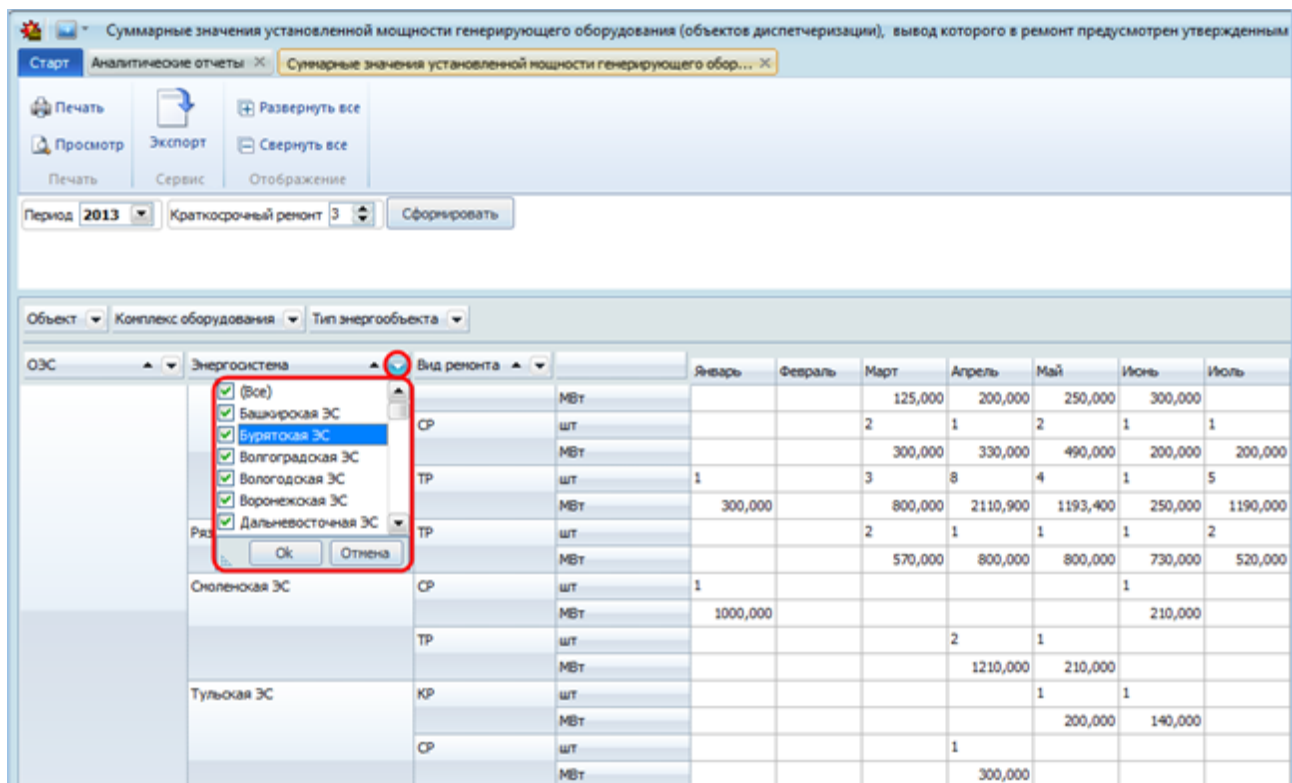 Суммарные значения установленной мощности генерирующего оборудования (объектов диспетчеризации), вывод которого в ремонт предусмотрен утвержденным
Старт Аналитические отчеты Суммарные значения установленной мощности генерирующего обор...
Печать Развернуть все
Просмотр Экспорт Свернуть все
Печать Сервис Отображение
Период 2013 Краткосрочный ремонт 3 Сформировать
Объект Комплекс оборудования Тип энергообъекта
ОЭС Энергосистема Вид ремонта Январь Февраль Март Апрель Май Июнь Июль
(Все) МВт 125,000 200,000 250,000 300,000
Башкирская ЭС СР шт 2 1 2 1 1
Бурятская ЭС
Волгоградская ЭС МВт 300,000 330,000 490,000 200,000 200,000
Вологодская ЭС ТР шт 1 3 8 4 1 5
Воронежская ЭС МВт 300,000 800,000 2110,900 1193,400 250,000 1190,000
Дальневосточная ЭС
Ряз ТР шт 2 1 1 1 2
Ok Отмена МВт 570,000 800,000 800,000 730,000 520,000
Смоленская ЭС СР шт 1 1
МВт 1000,000 210,000
ТР шт 2 1
МВт 1210,000 210,000
Тульская ЭС КР шт 1 1
МВт 200,000 140,000
СР шт 1
МВт 300,000